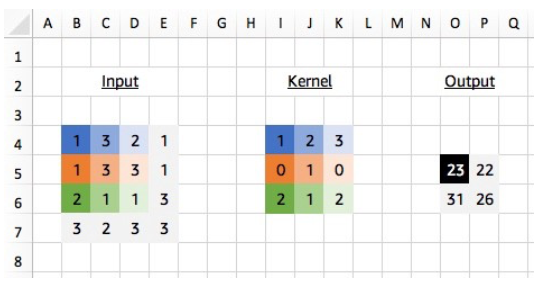 A B C D E F G H I J K L M N O P Q
1
2 Input Kernel Output
3
4 1 3 2 1 1 2 3
5 1 3 3 1 0 1 0 23 22
6 2 1 1 3 2 1 2 31 26
7 3 2 3 3
8